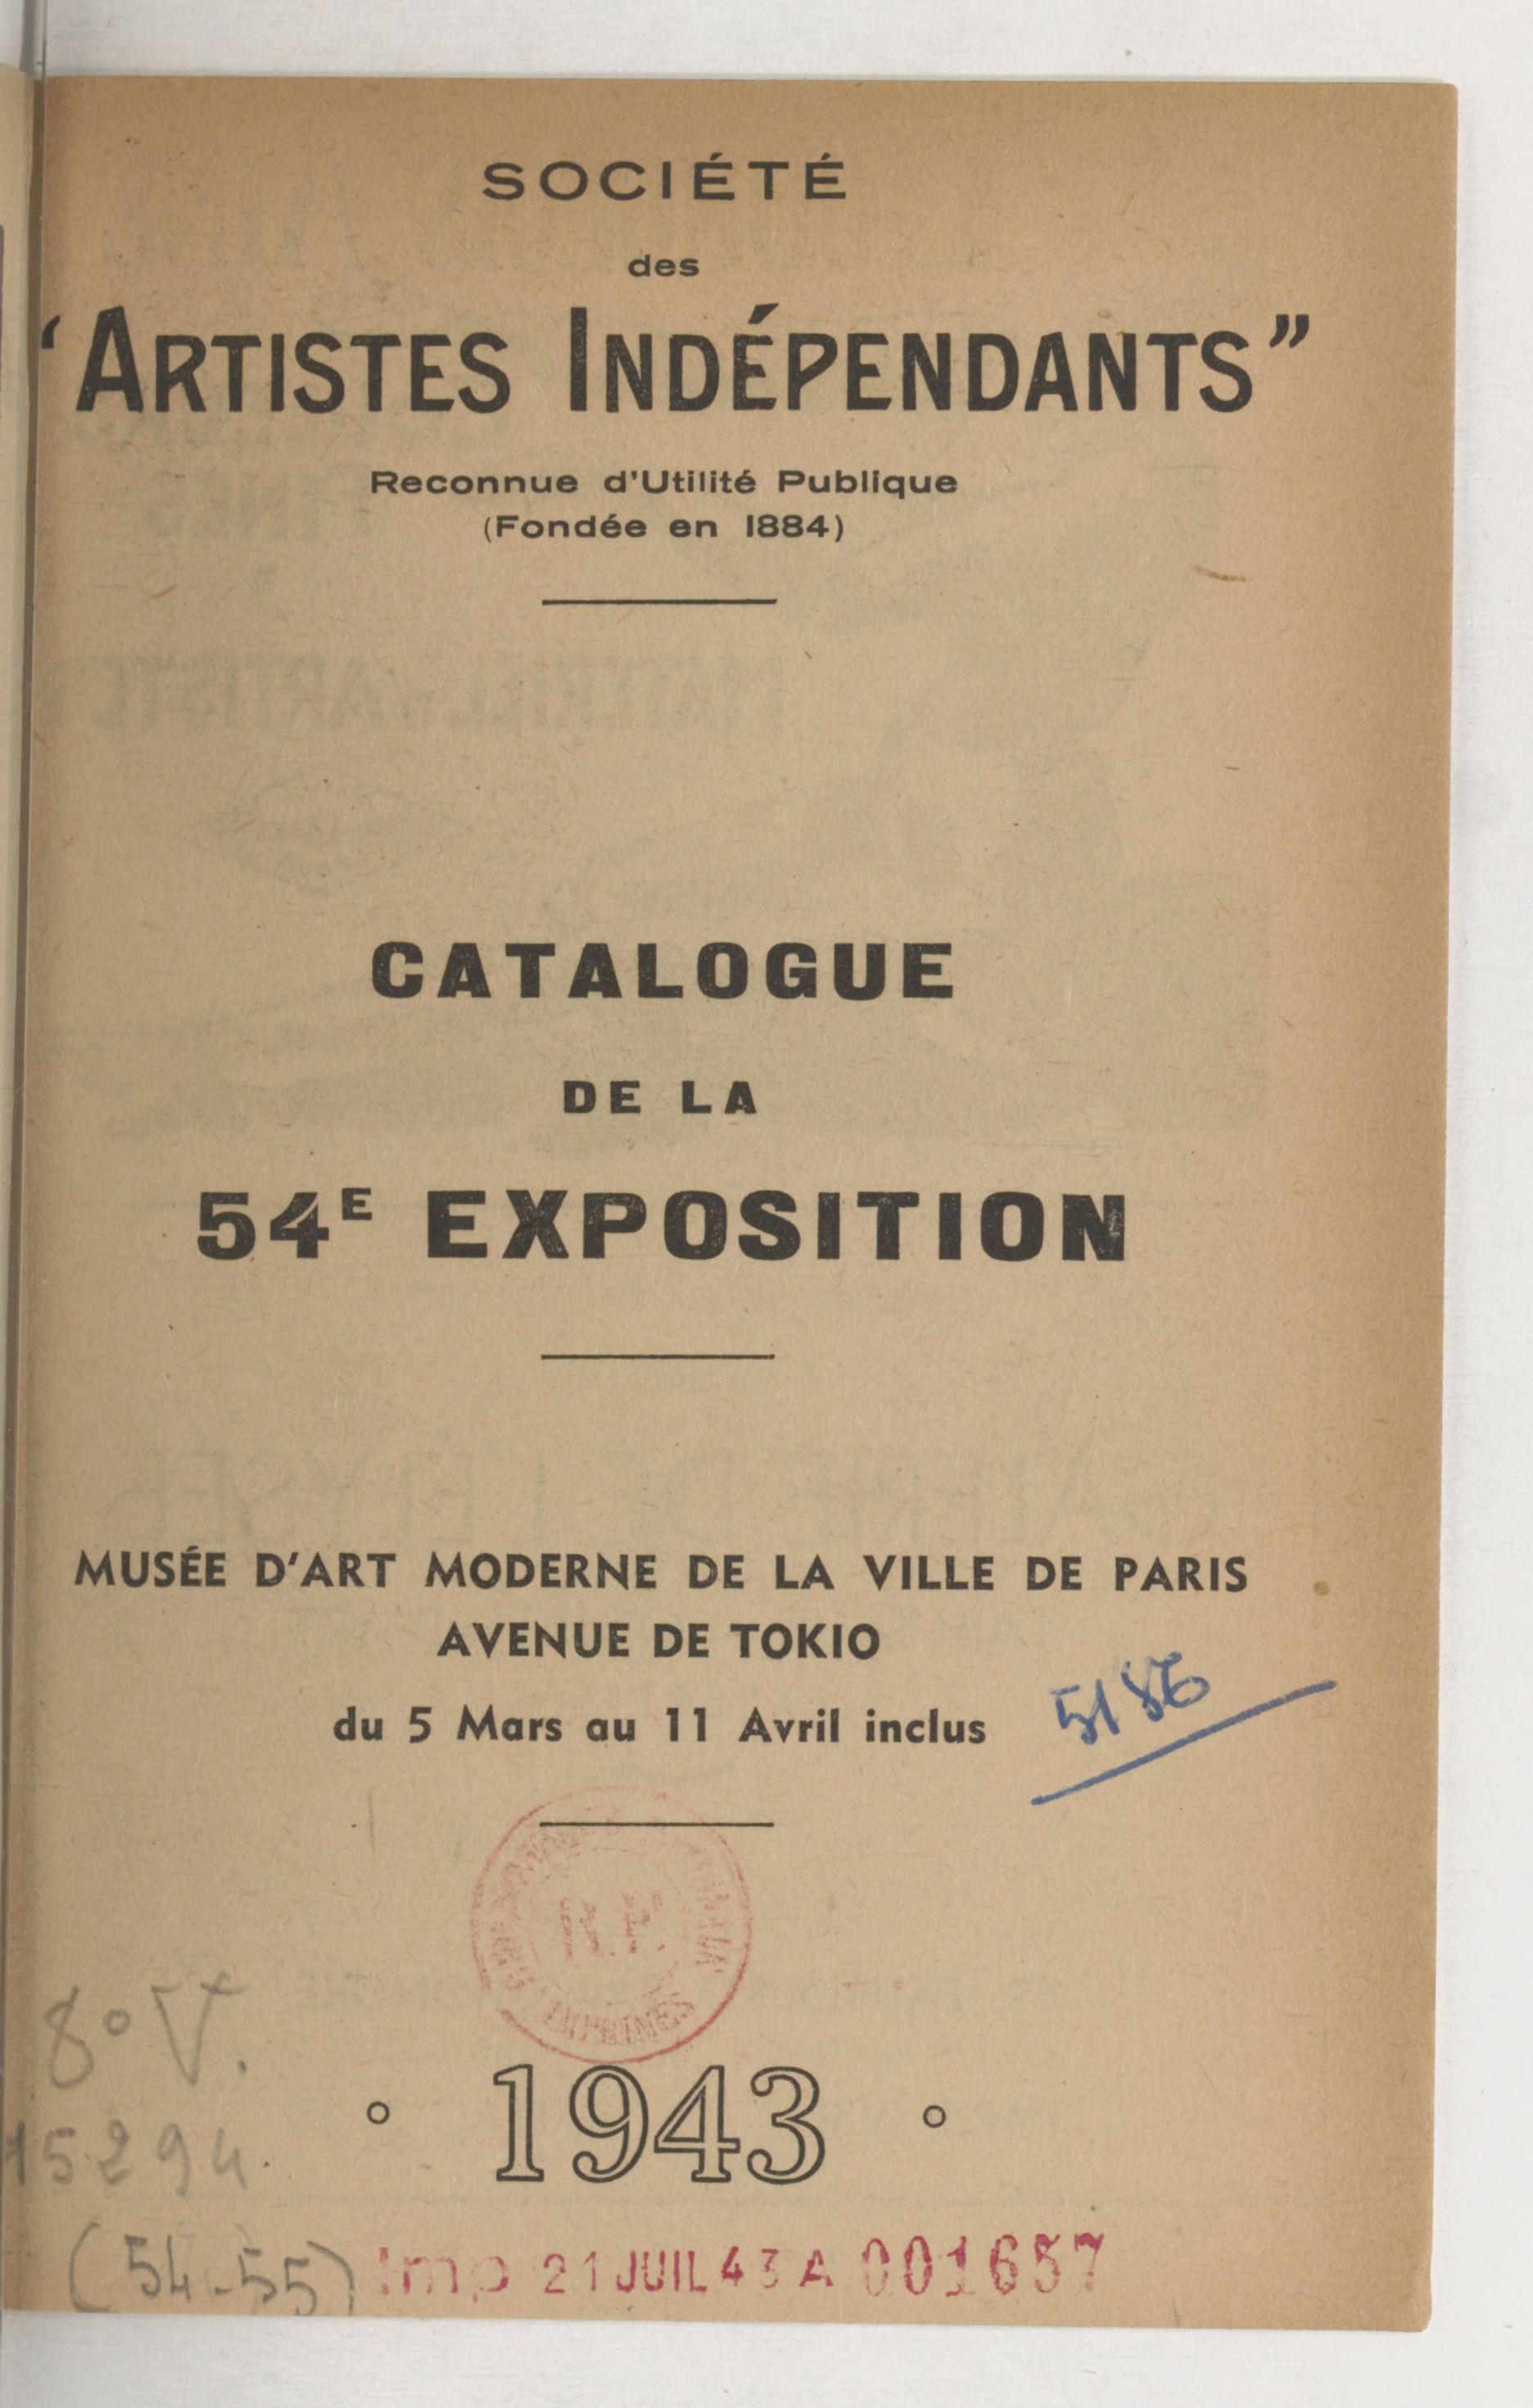 SOCIÉTÉ
des
‘ARTISTES INDÉPENDANTS”
Reconnue d’Utilité Publique
(Fondée en 1884)
CATALOGUE
DE LA
54E EXPOSITION
MUSÉE D’ART MODERNE DE LA VILLE DE PARIS
AVENUE DE TOKIO
du 5 Mars au 11 Avril inclus
5186
R.F.
IMPRIMÉS
8° V.
° 1943 °
15294.
(54-55) Imp 21 JUIL 43 A 001657